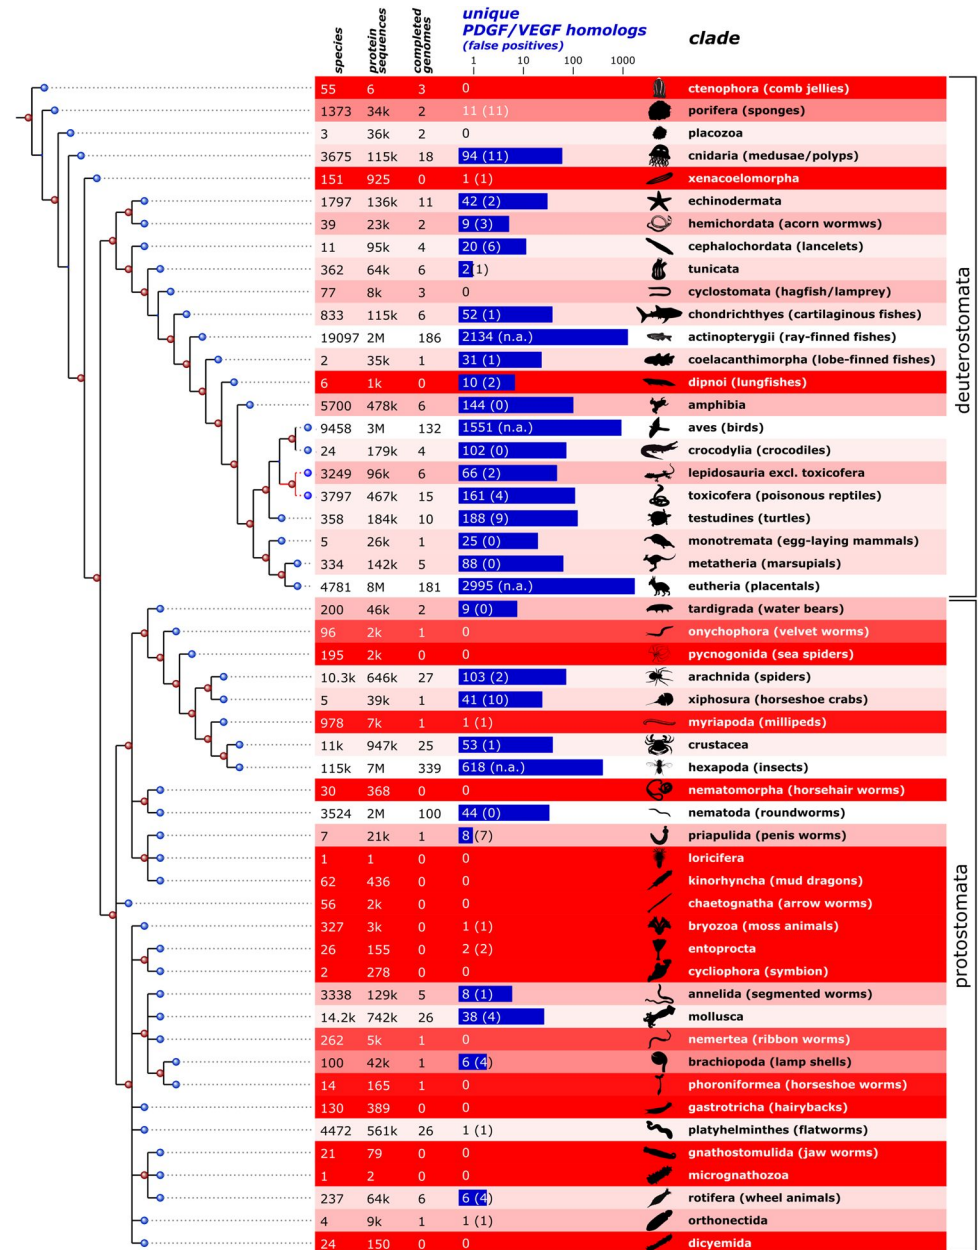 species
protein
sequences
completed
genomes
unique
PDGF/VEGF homologs
(false positives)
1 10 100 1000
clade
55 6 3 0 ctenophora (comb jellies)
1373 34k 2 11 (11) porifera (sponges)
3 36k 2 0 placozoa
3675 115k 18 94 (11) cnidaria (medusae/polyps)
151 925 0 1 (1) xenacoelomorpha
1797 136k 11 42 (2) echinodermata
39 23k 2 9 (3) hemichordata (acorn wormws)
11 95k 4 20 (6) cephalochordata (lancelets)
362 64k 6 2 (1) tunicata
77 8k 3 0 cyclostomata (hagfish/lamprey)
833 115k 6 52 (1) chondrichthyes (cartilaginous fishes)
19097 2M 186 2134 (n.a.) actinopterygii (ray-finned fishes)
2 35k 1 31 (1) coelacanthimorpha (lobe-finned fishes)
6 1k 0 10 (2) dipnoi (lungfishes)
5700 478k 6 144 (0) amphibia
9458 3M 132 1551 (n.a.) aves (birds)
24 179k 4 102 (0) crocodylia (crocodiles)
3249 96k 6 66 (2) lepidosauria excl. toxicofera
3797 467k 15 161 (4) toxicofera (poisonous reptiles)
358 184k 10 188 (9) testudines (turtles)
5 26k 1 25 (0) monotremata (egg-laying mammals)
334 142k 5 88 (0) metatheria (marsupials)
4781 8M 181 2995 (n.a.) eutheria (placentals)
deuterostomata
200 46k 2 9 (0) tardigrada (water bears)
96 2k 1 0 onychophora (velvet worms)
195 2k 0 0 pycnogonida (sea spiders)
10.3k 646k 27 103 (2) arachnida (spiders)
5 39k 1 41 (10) xiphosura (horseshoe crabs)
978 7k 1 1 (1) myriapoda (millipeds)
11k 947k 25 53 (1) crustacea
115k 7M 339 618 (n.a.) hexapoda (insects)
30 368 0 0 nematomorpha (horsehair worms)
3524 2M 100 44 (0) nematoda (roundworms)
7 21k 1 8 (7) priapulida (penis worms)
1 1 0 0 loricifera
62 436 0 0 kinorhyncha (mud dragons)
56 2k 0 0 chaetognatha (arrow worms)
327 3k 0 1 (1) bryozoa (moss animals)
26 155 0 2 (2) entoprocta
2 278 0 0 cycliophora (symbion)
3338 129k 5 8 (1) annelida (segmented worms)
14.2k 742k 26 38 (4) mollusca
262 5k 1 0 nemertea (ribbon worms)
100 42k 1 6 (4) brachiopoda (lamp shells)
14 165 1 0 phoroniformea (horseshoe worms)
130 389 0 0 gastrotricha (hairybacks)
4472 561k 26 1 (1) platyhelminthes (flatworms)
21 79 0 0 gnathostomulida (jaw worms)
1 2 0 0 micrognathozoa
237 64k 6 6 (4) rotifera (wheel animals)
4 9k 1 1 (1) orthonectida
24 150 0 0 dicyemida
protostomata